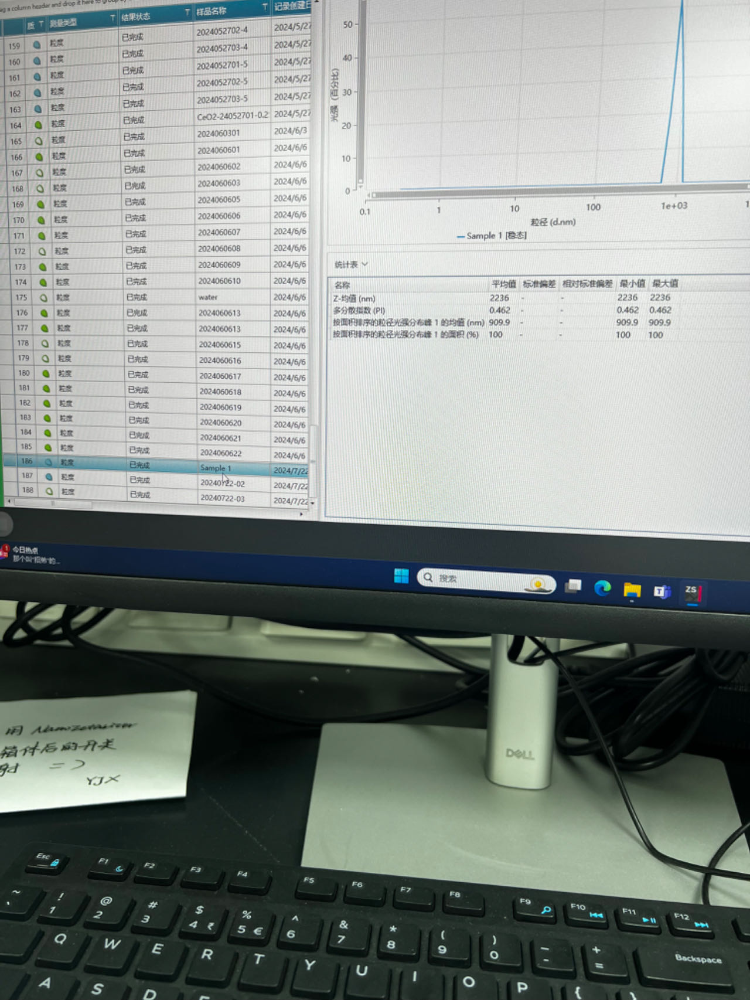 a column header and drop it here to group by
质 测量类型 结果状态 样品名称 记录创建日
159 粒度 已完成 2024052702-4 2024/5/27
160 粒度 已完成 2024052703-4 2024/5/27
161 粒度 已完成 2024052701-5 2024/5/27
162 粒度 已完成 2024052702-5 2024/5/27
163 粒度 已完成 2024052703-5 2024/5/27
164 粒度 已完成 CeO2-24052701-0.2 2024/5/27
165 粒度 已完成 2024060301 2024/6/3
166 粒度 已完成 2024060601 2024/6/6
167 粒度 已完成 2024060602 2024/6/6
168 粒度 已完成 2024060603 2024/6/6
169 粒度 已完成 2024060605 2024/6/6
170 粒度 已完成 2024060606 2024/6/6
171 粒度 已完成 2024060607 2024/6/6
172 粒度 已完成 2024060608 2024/6/6
173 粒度 已完成 2024060609 2024/6/6
174 粒度 已完成 2024060610 2024/6/6
175 粒度 已完成 water 2024/6/6
176 粒度 已完成 2024060613 2024/6/6
177 粒度 已完成 2024060613 2024/6/6
178 粒度 已完成 2024060615 2024/6/6
179 粒度 已完成 2024060616 2024/6/6
180 粒度 已完成 2024060617 2024/6/6
181 粒度 已完成 2024060618 2024/6/6
182 粒度 已完成 2024060619 2024/6/6
183 粒度 已完成 2024060620 2024/6/6
184 粒度 已完成 2024060621 2024/6/6
185 粒度 已完成 2024060622 2024/6/6
186 粒度 已完成 Sample 1 2024/7/22
187 粒度 已完成 20240722-02 2024/7/22
188 粒度 已完成 20240722-03 2024/7/22
光强 (百分比)
50
40
30
20
10
0
0.1 1 10 100 1e+03 1
粒径 (d.nm)
Sample 1 [稳态]
统计表
名称 平均值 标准偏差 相对标准偏差 最小值 最大值
Z-均值 (nm) 2236 - - 2236 2236
多分散指数 (PI) 0.462 - - 0.462 0.462
按面积排序的粒径光强分布峰 1 的均值 (nm) 909.9 - - 909.9 909.9
按面积排序的粒径光强分布峰 1 的面积 (%) 100 - - 100 100
1 今日热点
那个叫“招弟”的...
搜索
T
ZS
DELL
用 Nanozetasizer
箱体后的开关
时 =)
YJX
Esc F1 F2 F3 F4 F5 F6 F7 F8 F9 F10 F11 F12
~ ` ! 1 @ 2 # 3 $ 4 ₹ % 5 € ^ 6 & 7 * 8 ( 9 ) 0 _ - + = Backspace
Q W E R T Y U I O P { }
A S D